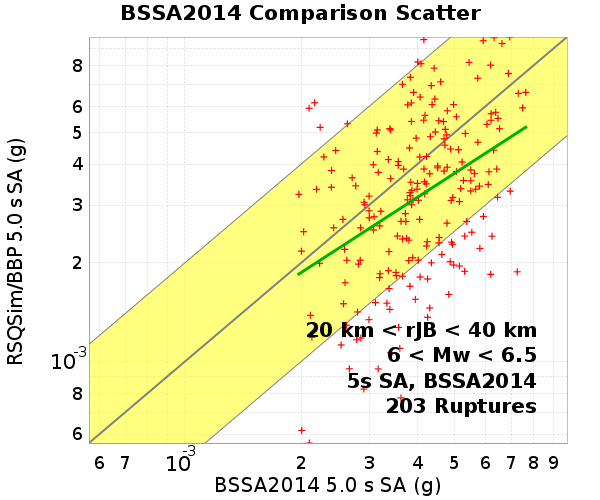 BSSA2014 Comparison Scatter
RSQSim/BBP 5.0 s SA (g)
8
6
5
4
3
2
10-3
8
6
20 km < rJB < 40 km
6 < Mw < 6.5
5s SA, BSSA2014
203 Ruptures
6 7 10-3 2 3 4 5 6 7 8 9
BSSA2014 5.0 s SA (g)